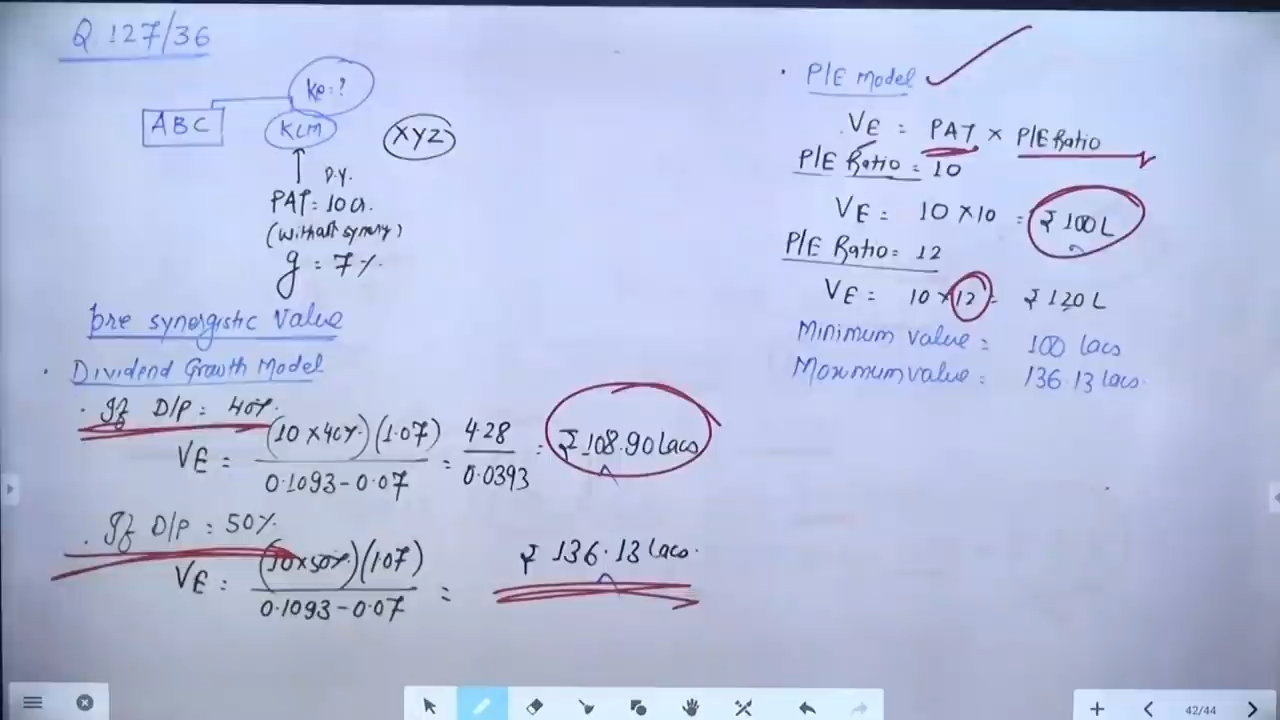 Q 127/36
Ke = ?
ABC
KLM
XYZ
P.Y.
PAT = 10 Cr.
(without synergy)
g = 7%.
Pre Synergistic Value
· Dividend Growth Model
· If D/P = 40%.
VE = (10 x 40%)(1.07) / 0.1093 - 0.07 = 4.28 / 0.0393 = ₹ 108.90 lacs
· If D/P = 50%.
VE = (10 x 50%)(1.07) / 0.1093 - 0.07 = ₹ 136.13 lacs.
· P/E Model
VE = PAT x P/E Ratio
P/E Ratio = 10
VE = 10 x 10 = ₹ 100 L
P/E Ratio = 12
VE = 10 x 12 = ₹ 120 L
Minimum value = 100 lacs
Maximum value = 136.13 lacs.
42/44